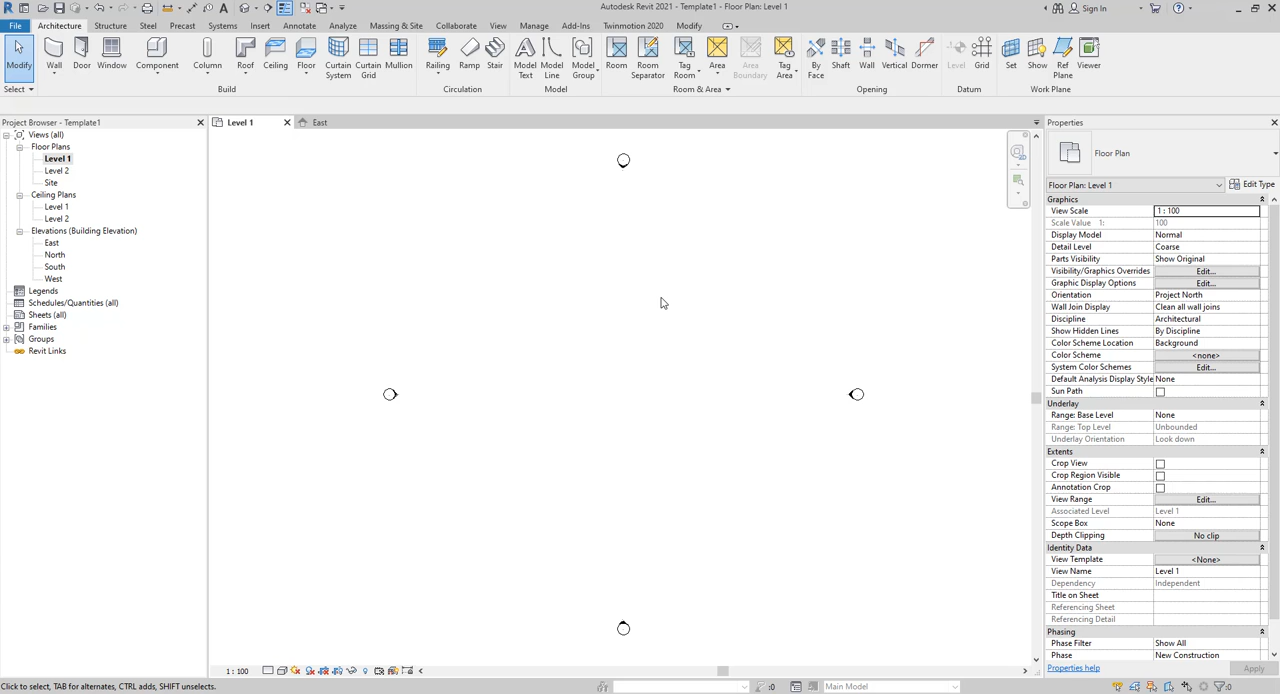 Autodesk Revit 2021 - Template1 - Floor Plan: Level 1
Sign In
File Architecture Structure Steel Precast Systems Insert Annotate Analyze Massing & Site Collaborate View Manage Add-Ins Twinmotion 2020 Modify
Modify Wall Door Window Component Column Roof Ceiling Floor Curtain System Curtain Grid Mullion Railing Ramp Stair Model Text Model Line Model Group Room Room Separator Tag Room Area Area Boundary Tag Area By Face Shaft Wall Vertical Dormer Level Grid Set Show Ref Plane Viewer
Select Build Circulation Model Room & Area Opening Datum Work Plane
Project Browser - Template1
Views (all)
Floor Plans
Level 1
Level 2
Site
Ceiling Plans
Level 1
Level 2
Elevations (Building Elevation)
East
North
South
West
Legends
Schedules/Quantities (all)
Sheets (all)
Families
Groups
Revit Links
Level 1 East
Properties
Floor Plan
Floor Plan: Level 1 Edit Type
Graphics
View Scale 1 : 100
Scale Value 1: 100
Display Model Normal
Detail Level Coarse
Parts Visibility Show Original
Visibility/Graphics Overrides Edit...
Graphic Display Options Edit...
Orientation Project North
Wall Join Display Clean all wall joins
Discipline Architectural
Show Hidden Lines By Discipline
Color Scheme Location Background
Color Scheme <none>
System Color Schemes Edit...
Default Analysis Display Style None
Sun Path
Underlay
Range: Base Level None
Range: Top Level Unbounded
Underlay Orientation Look down
Extents
Crop View
Crop Region Visible
Annotation Crop
View Range Edit...
Associated Level Level 1
Scope Box None
Depth Clipping No clip
Identity Data
View Template <None>
View Name Level 1
Dependency Independent
Title on Sheet
Referencing Sheet
Referencing Detail
Phasing
Phase Filter Show All
Phase New Construction
Properties help Apply
1 : 100
Click to select, TAB for alternates, CTRL adds, SHIFT unselects. :0 Main Model :0